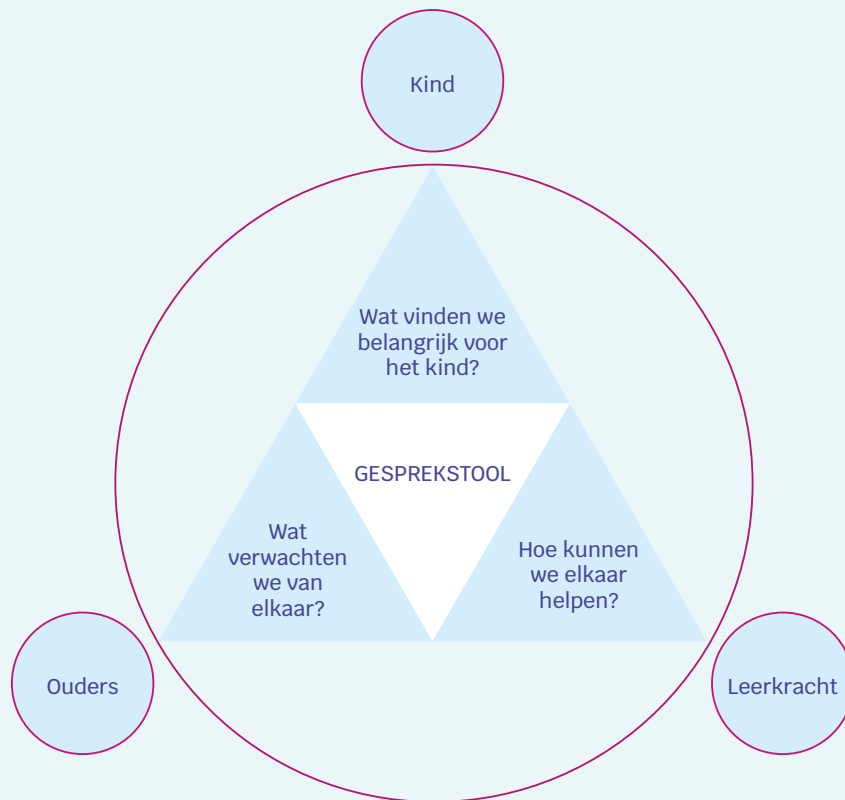 Kind
Wat vinden we
belangrijk voor
het kind?
GESPREKSTOOL
Wat
verwachten
we van
elkaar?
Hoe kunnen
we elkaar
helpen?
Ouders
Leerkracht